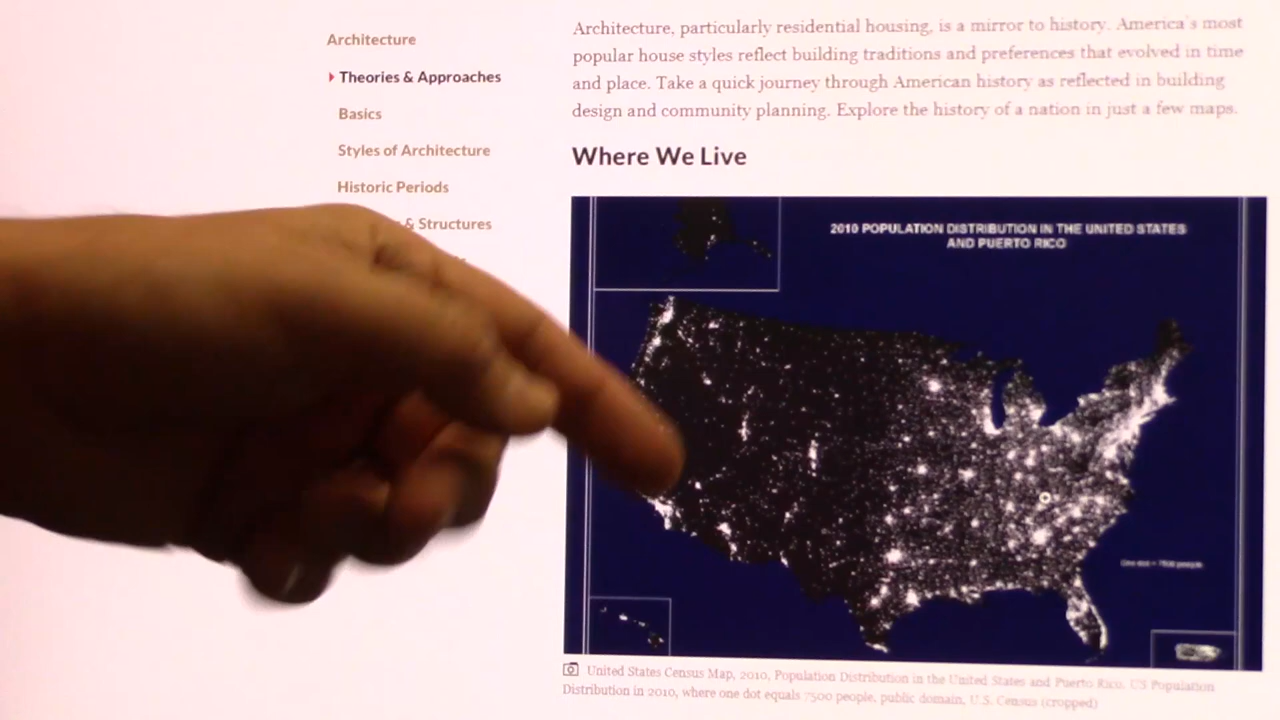 Architecture
Theories & Approaches
Basics
Styles of Architecture
Historic Periods
& Structures
Architecture, particularly residential housing, is a mirror to history. America's most
popular house styles reflect building traditions and preferences that evolved in time
and place. Take a quick journey through American history as reflected in building
design and community planning. Explore the history of a nation in just a few maps.
Where We Live
2010 POPULATION DISTRIBUTION IN THE UNITED STATES
AND PUERTO RICO
One dot = 7500 people
United States Census Map, 2010, Population Distribution in the United States and Puerto Rico. US Population
Distribution in 2010, where one dot equals 7500 people, public domain, U.S. Census (cropped)